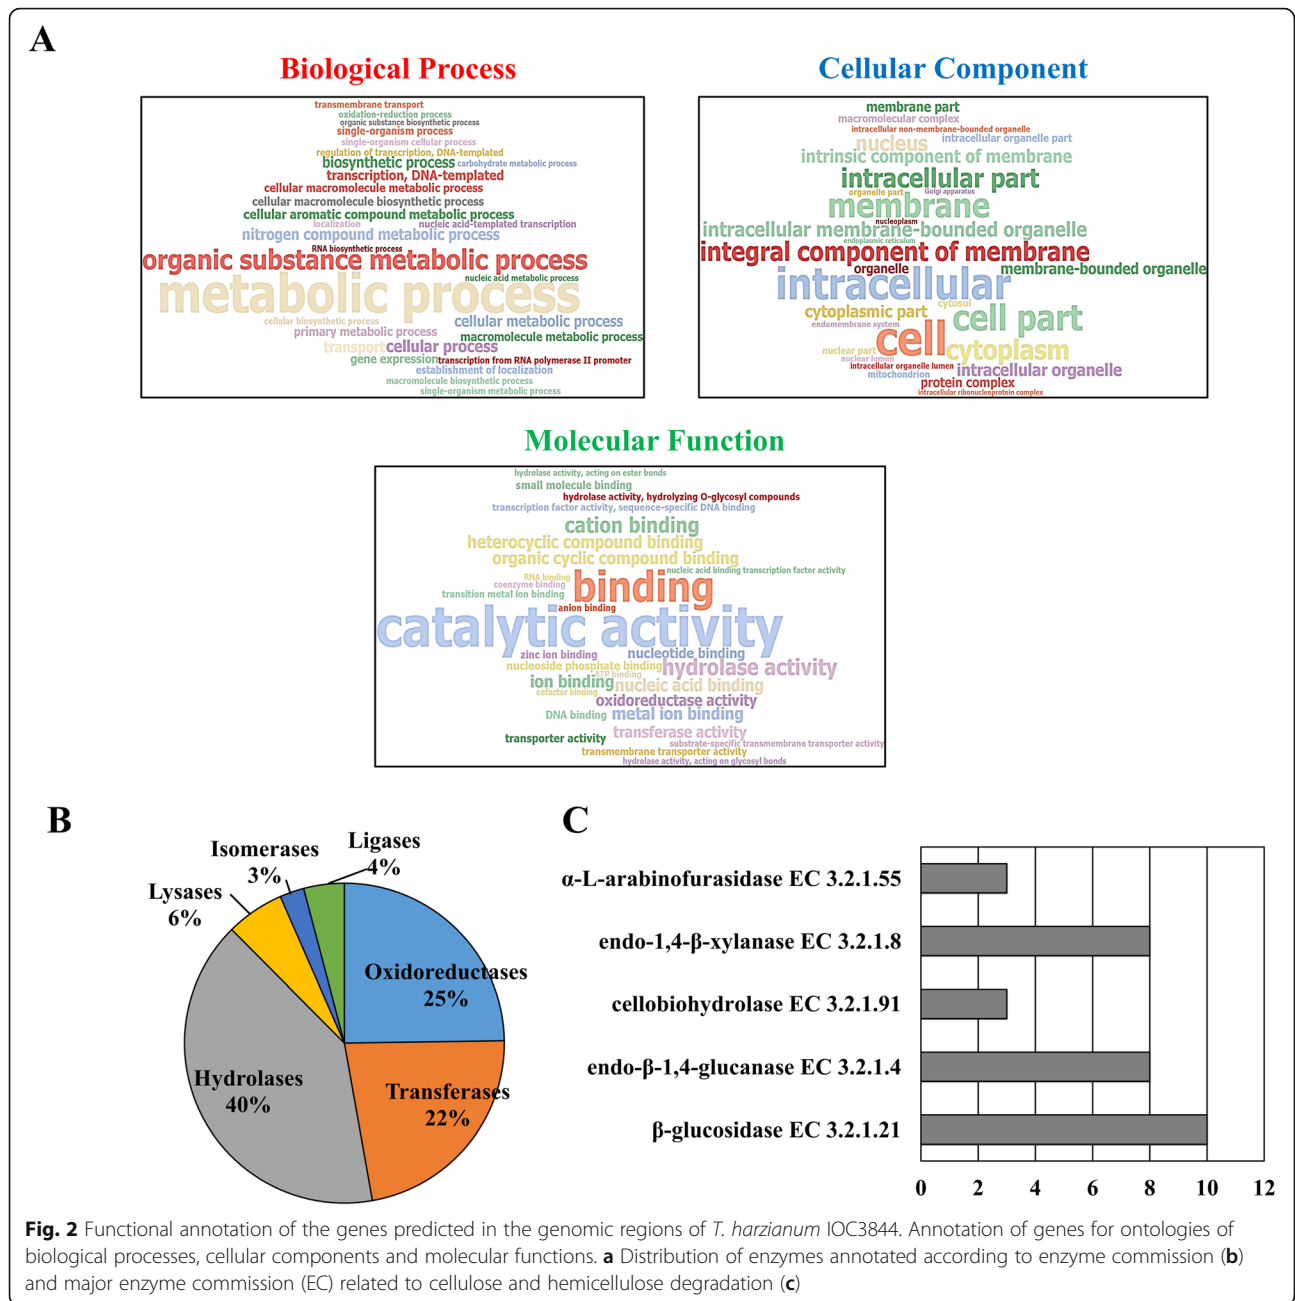 A
Biological Process
transmembrane transport
oxidation-reduction process
organic substance biosynthetic process
single-organism process
single-organism cellular process
regulation of transcription, DNA-templated
biosynthetic process carbohydrate metabolic process
transcription, DNA-templated
cellular macromolecule metabolic process
cellular macromolecule biosynthetic process
cellular aromatic compound metabolic process
localization nucleic acid-templated transcription
nitrogen compound metabolic process
RNA biosynthetic process
organic substance metabolic process
nucleic acid metabolic process
metabolic process
cellular biosynthetic process cellular metabolic process
primary metabolic process
macromolecule metabolic process
transport cellular process
gene expression transcription from RNA polymerase II promoter
establishment of localization
macromolecule biosynthetic process
single-organism metabolic process
Cellular Component
membrane part
macromolecular complex
intracellular non-membrane-bounded organelle
nucleus intracellular organelle part
intrinsic component of membrane
intracellular part
organelle part Golgi apparatus
membrane
nucleoplasm
intracellular membrane-bounded organelle
endoplasmic reticulum
integral component of membrane
organelle membrane-bounded organelle
intracellular
cytosol
cytoplasmic part cell part
endomembrane system
cell
nuclear part cytoplasm
nuclear lumen
intracellular organelle lumen intracellular organelle
mitochondrion
protein complex
intracellular ribonucleoprotein complex
Molecular Function
hydrolase activity, acting on ester bonds
small molecule binding
hydrolase activity, hydrolyzing O-glycosyl compounds
transcription factor activity, sequence-specific DNA binding
cation binding
heterocyclic compound binding
organic cyclic compound binding
nucleic acid binding transcription factor activity
RNA binding
binding
coenzyme binding
transition metal ion binding
anion binding
catalytic activity
zinc ion binding nucleotide binding
nucleoside phosphate binding hydrolase activity
ATP binding
ion binding nucleic acid binding
cofactor binding
oxidoreductase activity
DNA binding metal ion binding
transferase activity
transporter activity
substrate-specific transmembrane transporter activity
transmembrane transporter activity
hydrolase activity, acting on glycosyl bonds
B
Ligases
4%
Isomerases
3%
Lysases
6%
Oxidoreductases
25%
Hydrolases
40%
Transferases
22%
C
α-L-arabinofurasidase EC 3.2.1.55
endo-1,4-β-xylanase EC 3.2.1.8
cellobiohydrolase EC 3.2.1.91
endo-β-1,4-glucanase EC 3.2.1.4
β-glucosidase EC 3.2.1.21
0 2 4 6 8 10 12
Fig. 2 Functional annotation of the genes predicted in the genomic regions of T. harzianum IOC3844. Annotation of genes for ontologies of
biological processes, cellular components and molecular functions. a Distribution of enzymes annotated according to enzyme commission (b)
and major enzyme commission (EC) related to cellulose and hemicellulose degradation (c)